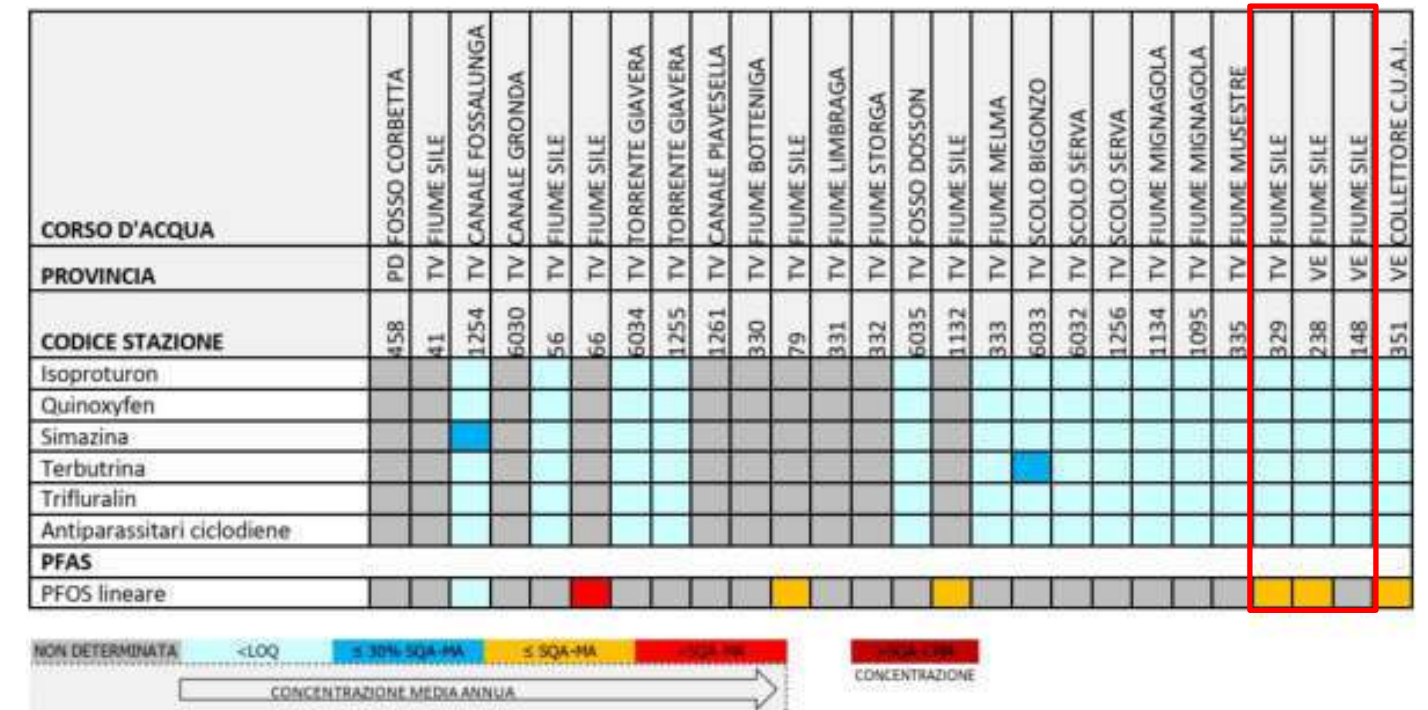 CORSO D'ACQUA FOSSO CORBETTA FIUME SILE CANALE FOSSALUNGA CANALE GRONDA FIUME SILE FIUME SILE TORRENTE GIAVERA TORRENTE GIAVERA CANALE PIAVESELLA FIUME BOTTENIGA FIUME SILE FIUME LIMBRAGA FIUME STORGA FOSSO DOSSON FIUME SILE FIUME MELMA SCOLO BIGONZO SCOLO SERVA SCOLO SERVA FIUME MIGNAGOLA FIUME MIGNAGOLA FIUME MUSESTRE FIUME SILE FIUME SILE FIUME SILE COLLETTORE C.U.A.I.
PROVINCIA PD TV TV TV TV TV TV TV TV TV TV TV TV TV TV TV TV TV TV TV TV TV TV VE VE VE
CODICE STAZIONE 458 41 1254 6030 56 66 6034 1255 1261 330 79 331 332 6035 1132 333 6033 6032 1256 1134 1095 335 329 238 148 351
Isoproturon
Quinoxyfen
Simazina
Terbutrina
Trifluralin
Antiparassitari ciclodiene
PFAS
PFOS lineare
NON DETERMINATA <LOQ ≤ 30% SQA-MA ≤ SQA-MA >SQA-MA >SQA-CMA
CONCENTRAZIONE MEDIA ANNUA CONCENTRAZIONE